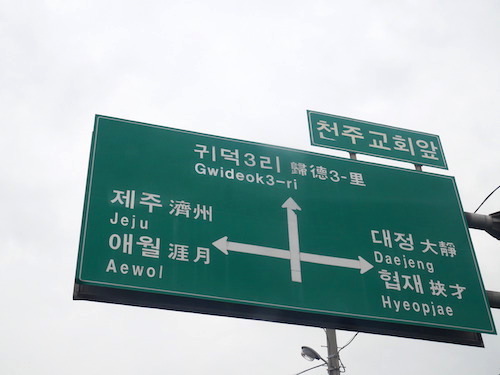 천주교회앞
귀덕3리 歸德3-里
Gwideok3-ri
제주 濟州
Jeju
애월 涯月
Aewol
대정 大靜
Daejeng
협재 挾才
Hyeopjae